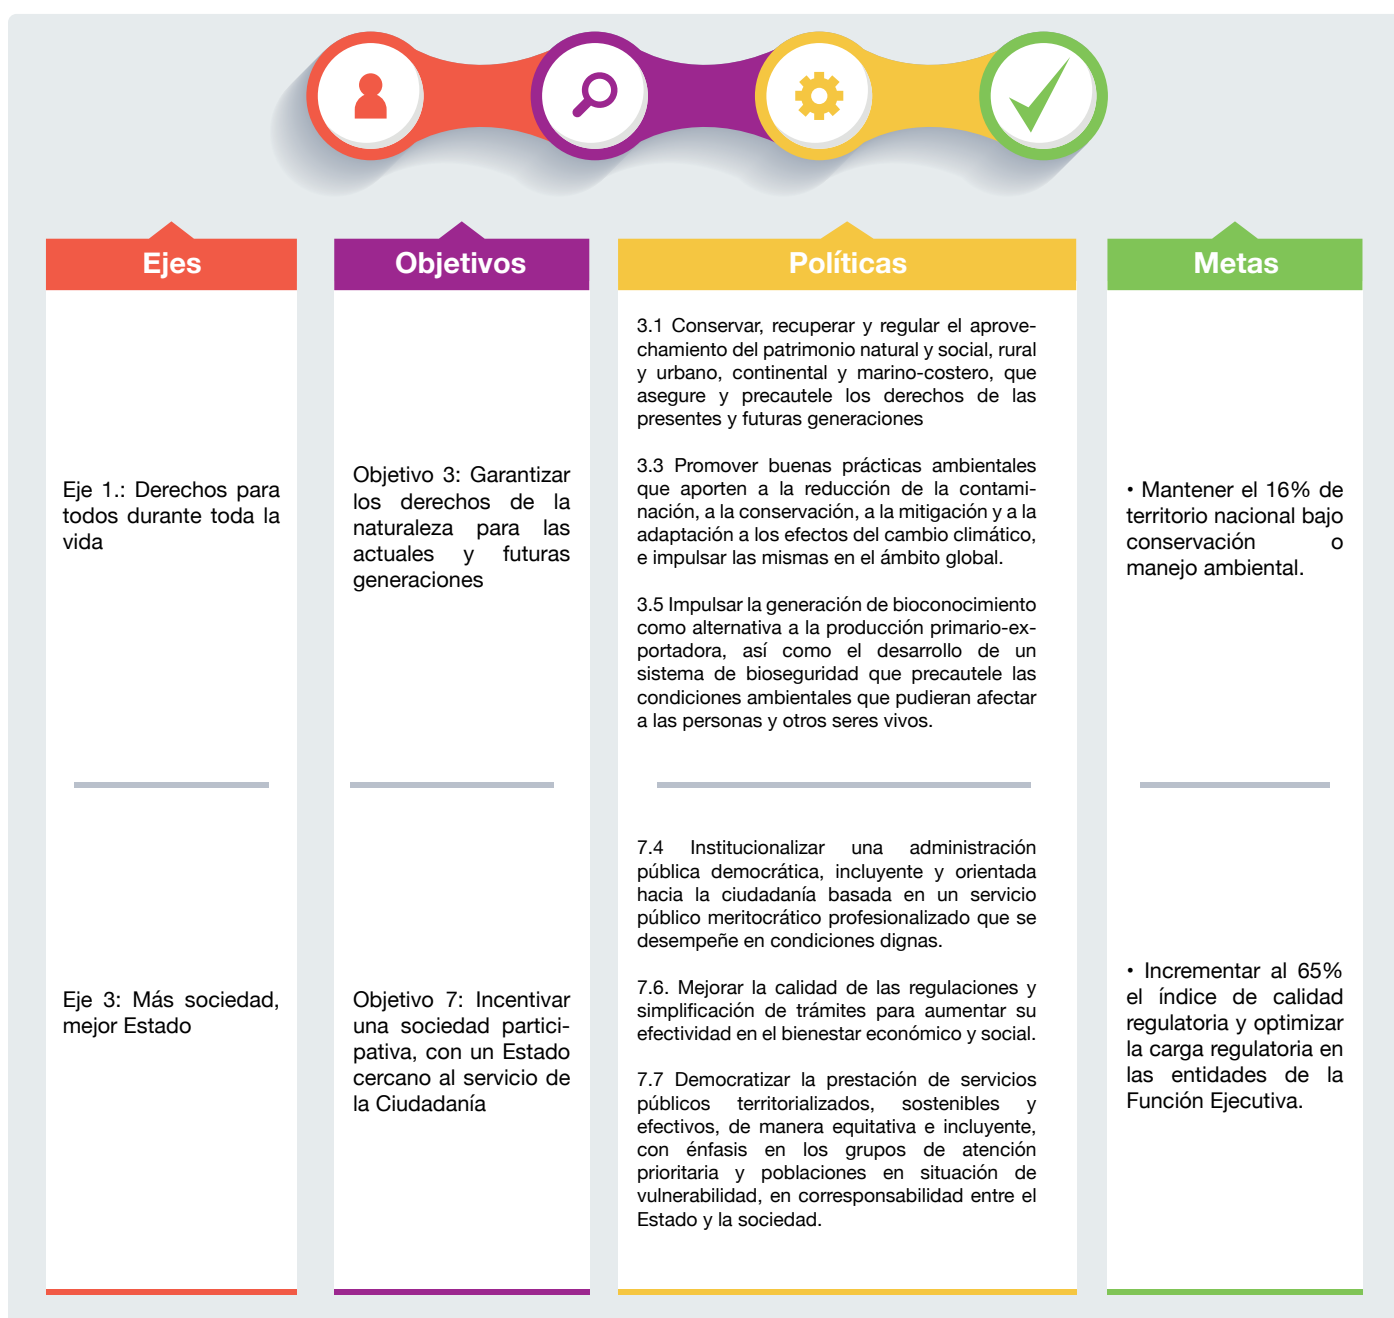 Ejes
Eje 1.: Derechos para
todos durante toda la
vida
Eje 3: Más sociedad,
mejor Estado
Objetivos
Objetivo 3: Garantizar
los derechos de la
naturaleza para las
actuales y futuras
generaciones
Objetivo 7: Incentivar
una sociedad partici-
pativa, con un Estado
cercano al servicio de
la Ciudadanía
Políticas
3.1 Conservar, recuperar y regular el aprove-
chamiento del patrimonio natural y social, rural
y urbano, continental y marino-costero, que
asegure y precautele los derechos de las
presentes y futuras generaciones
3.3 Promover buenas prácticas ambientales
que aporten a la reducción de la contami-
nación, a la conservación, a la mitigación y a la
adaptación a los efectos del cambio climático,
e impulsar las mismas en el ámbito global.
3.5 Impulsar la generación de bioconocimiento
como alternativa a la producción primario-ex-
portadora, así como el desarrollo de un
sistema de bioseguridad que precautele las
condiciones ambientales que pudieran afectar
a las personas y otros seres vivos.
7.4 Institucionalizar una administración
pública democrática, incluyente y orientada
hacia la ciudadanía basada en un servicio
público meritocrático profesionalizado que se
desempeñe en condiciones dignas.
7.6. Mejorar la calidad de las regulaciones y
simplificación de trámites para aumentar su
efectividad en el bienestar económico y social.
7.7 Democratizar la prestación de servicios
públicos territorializados, sostenibles y
efectivos, de manera equitativa e incluyente,
con énfasis en los grupos de atención
prioritaria y poblaciones en situación de
vulnerabilidad, en corresponsabilidad entre el
Estado y la sociedad.
Metas
• Mantener el 16% de
territorio nacional bajo
conservación o
manejo ambiental.
• Incrementar al 65%
el índice de calidad
regulatoria y optimizar
la carga regulatoria en
las entidades de la
Función Ejecutiva.